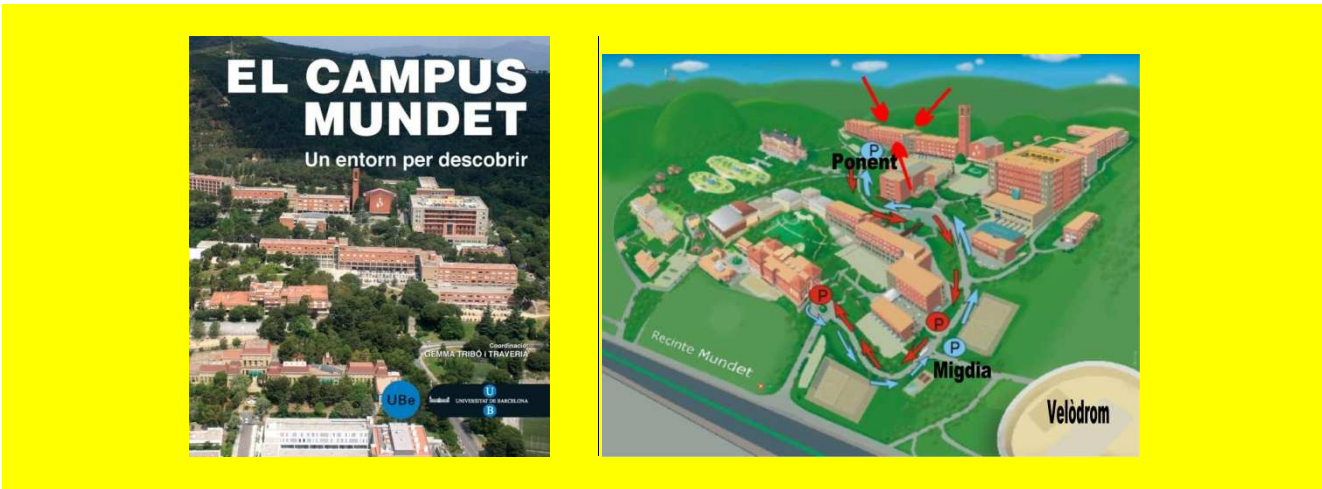 EL CAMPUS
MUNDET
Un entorn per descobrir
Coordinació:
GEMMA TRIBÓ i TRAVERIA
UBe
U
UNIVERSITAT DE BARCELONA
B
P
Ponent
P
P
P
Migdia
Recinte Mundet
Velòdrom